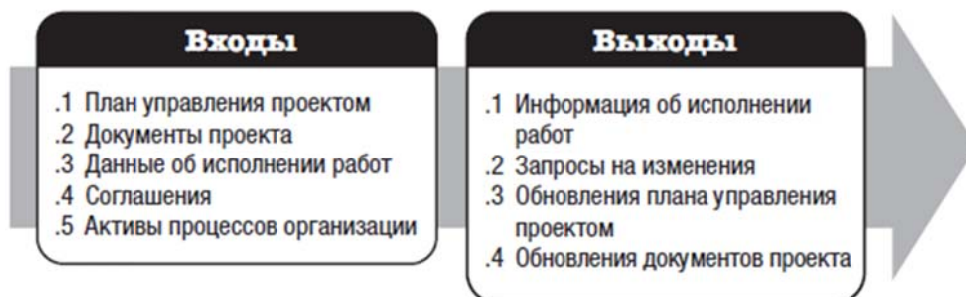 Входы
.1 План управления проектом
.2 Документы проекта
.3 Данные об исполнении работ
.4 Соглашения
.5 Активы процессов организации
Выходы
.1 Информация об исполнении
работ
.2 Запросы на изменения
.3 Обновления плана управления
проектом
.4 Обновления документов проекта